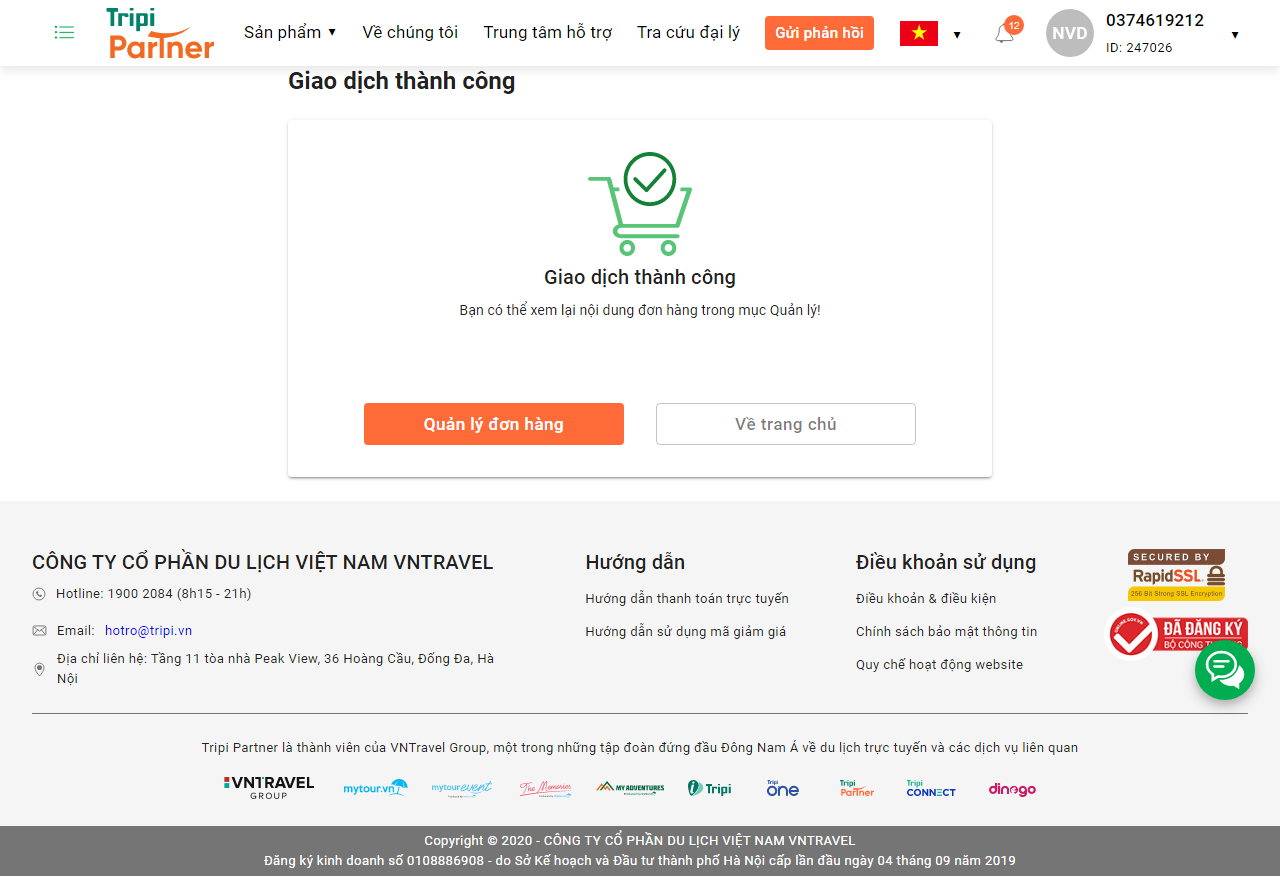 Tripi
Partner
Sản phẩm ▼
Về chúng tôi
Trung tâm hỗ trợ
Tra cứu đại lý
Gửi phản hồi
▼
12
NVD
0374619212
ID: 247026
▼
Giao dịch thành công
Giao dịch thành công
Bạn có thể xem lại nội dung đơn hàng trong mục Quản lý!
Quản lý đơn hàng
Về trang chủ
CÔNG TY CỔ PHẦN DU LỊCH VIỆT NAM VNTRAVEL
Hotline: 1900 2084 (8h15 - 21h)
Email: hotro@tripi.vn
Địa chỉ liên hệ: Tầng 11 tòa nhà Peak View, 36 Hoàng Cầu, Đống Đa, Hà
Nội
Hướng dẫn
Hướng dẫn thanh toán trực tuyến
Hướng dẫn sử dụng mã giảm giá
Điều khoản sử dụng
Điều khoản & điều kiện
Chính sách bảo mật thông tin
Quy chế hoạt động website
SECURED BY
RapidSSL
256 Bit Strong SSL Encryption
ONLINE.GOV.VN
ĐÃ ĐĂNG KÝ
BỘ CÔNG
Tripi Partner là thành viên của VNTravel Group, một trong những tập đoàn đứng đầu Đông Nam Á về du lịch trực tuyến và các dịch vụ liên quan
VNTRAVEL
GROUP
mytour.vn
mytour event
The Memories
MY ADVENTURES
Tripi
Tripi
ONE
Tripi
Partner
Tripi
CONNECT
dinogo
Copyright © 2020 - CÔNG TY CỔ PHẦN DU LỊCH VIỆT NAM VNTRAVEL
Đăng ký kinh doanh số 0108886908 - do Sở Kế hoạch và Đầu tư thành phố Hà Nội cấp lần đầu ngày 04 tháng 09 năm 2019